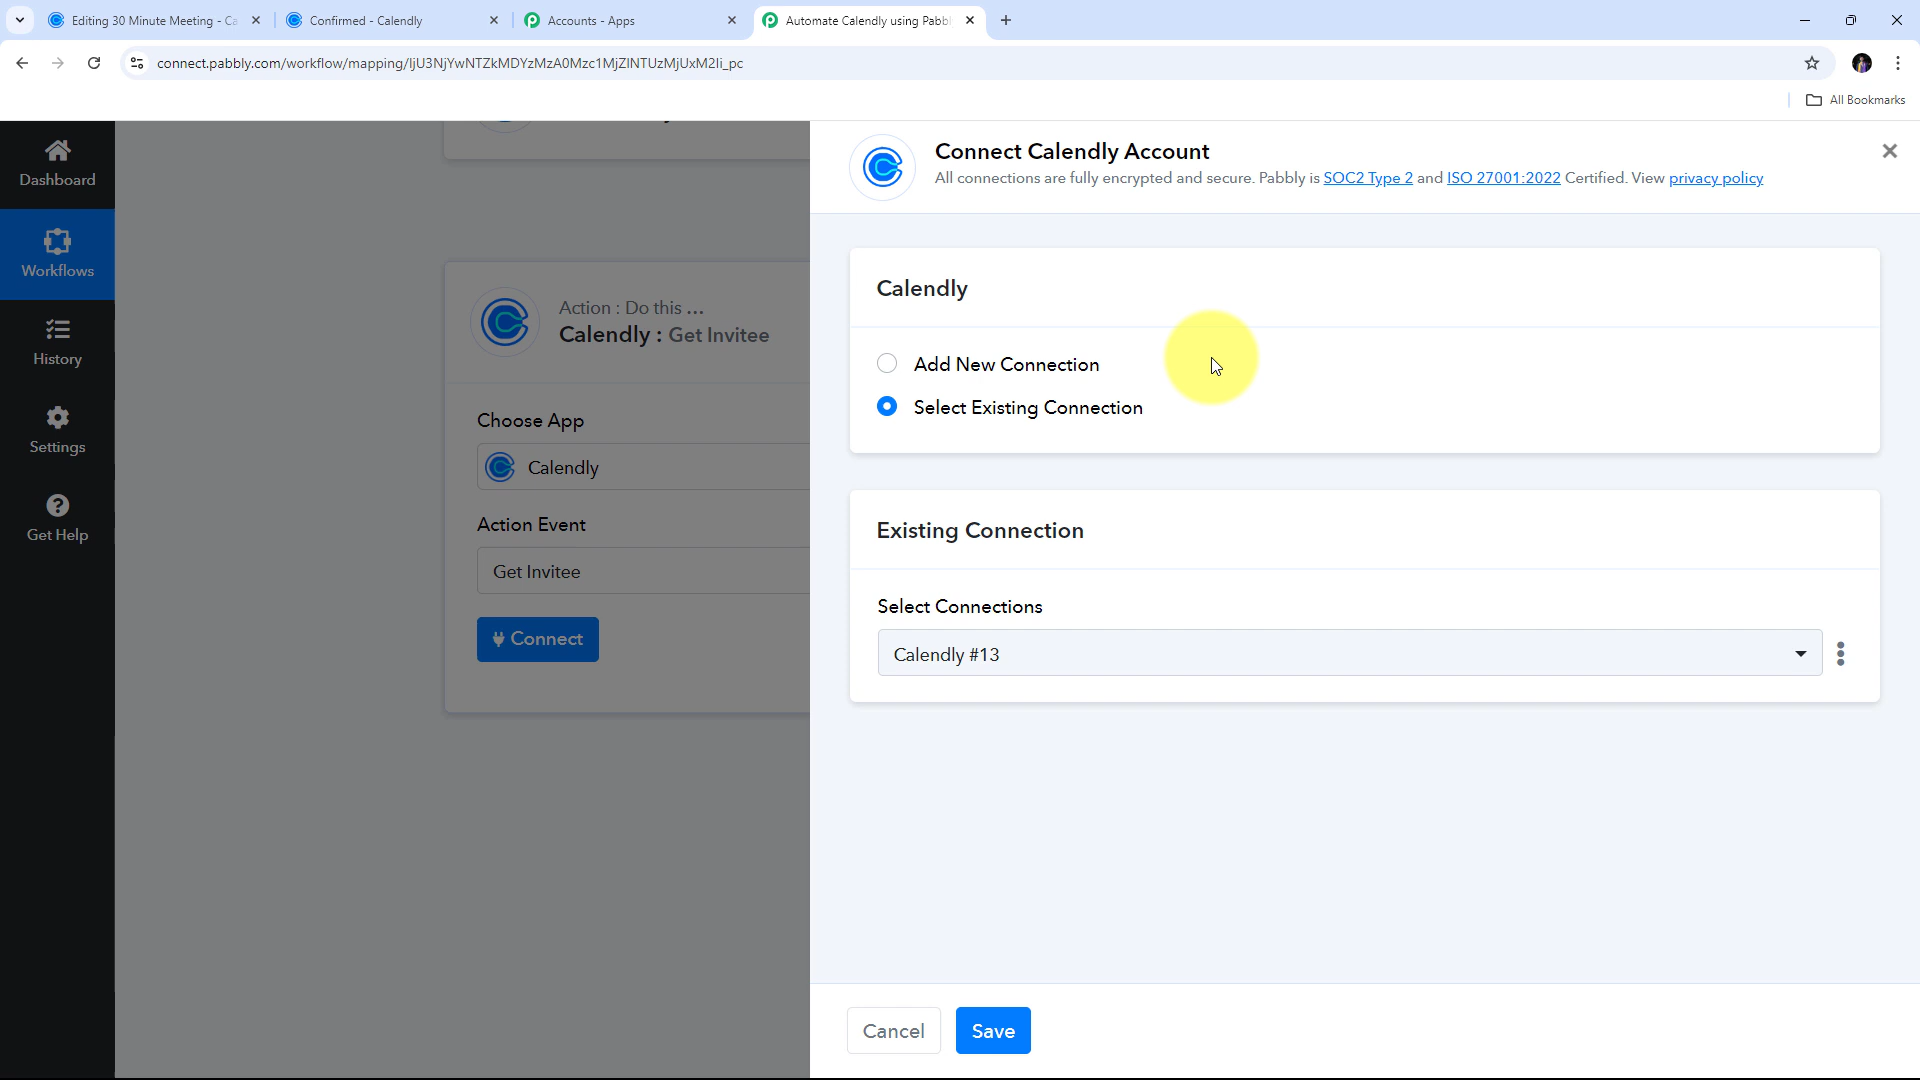 Editing 30 Minute Meeting - Ca
Confirmed - Calendly
Accounts - Apps
Automate Calendly using Pabbl
connect.pabbly.com/workflow/mapping/IjU3NjYwNTZkMDYzMzA0Mzc1MjZINTUzMjUxM2Ii_pc
All Bookmarks
Dashboard
Workflows
History
Settings
Get Help
Action : Do this ...
Calendly : Get Invitee
Choose App
Calendly
Action Event
Get Invitee
Connect
Connect Calendly Account
All connections are fully encrypted and secure. Pabbly is SOC2 Type 2 and ISO 27001:2022 Certified. View privacy policy
Calendly
Add New Connection
Select Existing Connection
Existing Connection
Select Connections
Calendly #13
Cancel
Save